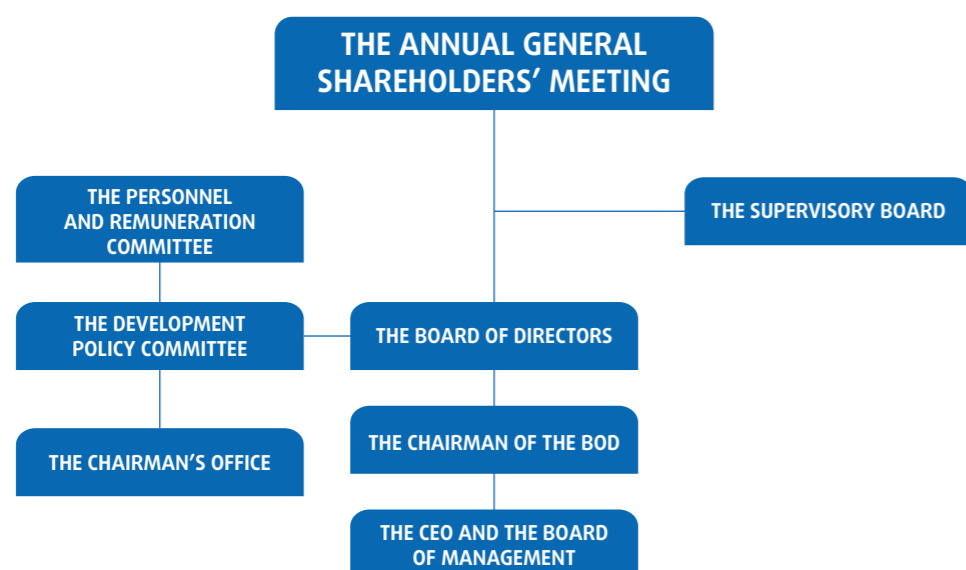 THE ANNUAL GENERAL
SHAREHOLDERS’ MEETING
THE PERSONNEL
AND REMUNERATION
COMMITTEE
THE SUPERVISORY BOARD
THE DEVELOPMENT
POLICY COMMITTEE
THE BOARD OF DIRECTORS
THE CHAIRMAN OF THE BOD
THE CHAIRMAN’S OFFICE
THE CEO AND THE BOARD
OF MANAGEMENT